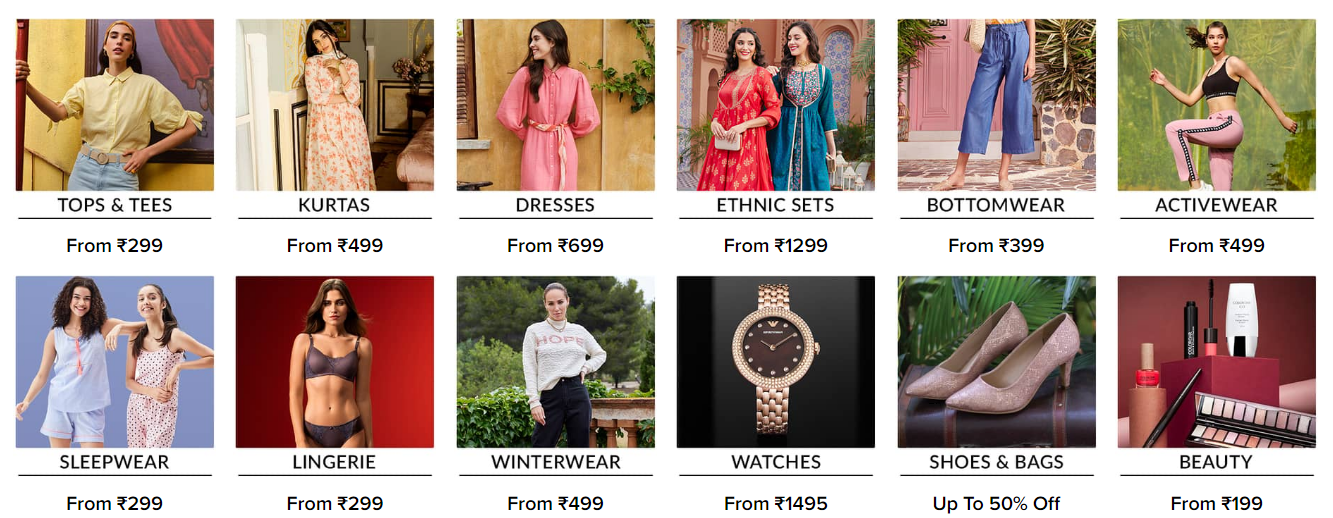 TOPS & TEES
From ₹299
KURTAS
From ₹499
DRESSES
From ₹699
ETHNIC SETS
From ₹1299
BOTTOMWEAR
From ₹399
ACTIVEWEAR
From ₹499
SLEEPWEAR
From ₹299
LINGERIE
From ₹299
HOPE
WINTERWEAR
From ₹499
WATCHES
From ₹1495
SHOES & BAGS
Up To 50% Off
BEAUTY
From ₹199